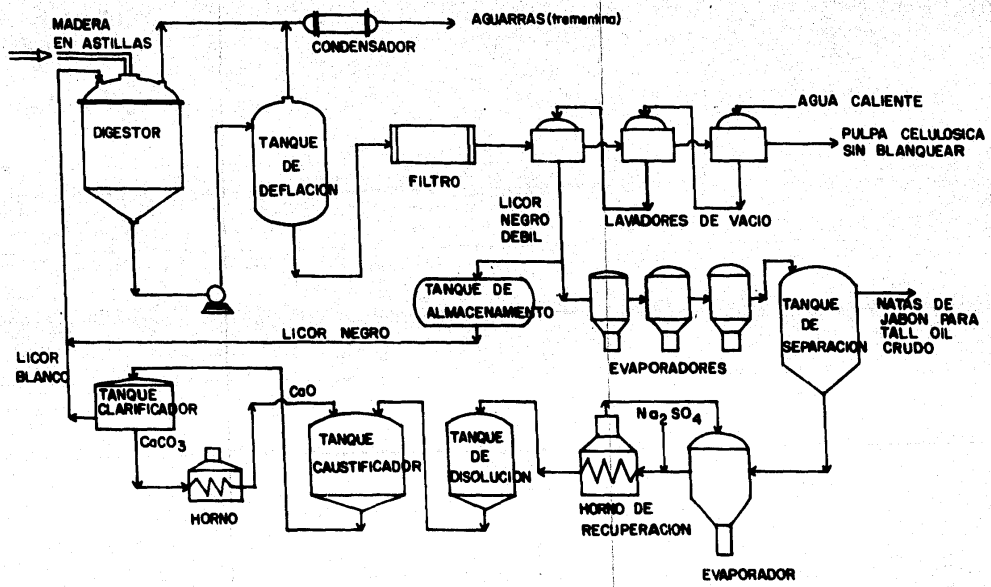 MADERA
EN ASTILLAS
AGUARRAS (trementina)
CONDENSADOR
DIGESTOR
TANQUE
DE
DEFLACION
FILTRO
AGUA CALIENTE
PULPA CELULOSICA
SIN BLANQUEAR
LICOR
NEGRO
DEBIL
LAVADORES DE VACIO
TANQUE DE
ALMACENAMIENTO
EVAPORADORES
TANQUE
DE
SEPARACION
NATAS DE
JABON PARA
TALL OIL
CRUDO
LICOR NEGRO
LICOR
BLANCO
TANQUE
CLARIFICADOR
CaCO3
HORNO
CaO
TANQUE
CAUSTIFICADOR
TANQUE
DE
DISOLUCION
Na2SO4
HORNO DE
RECUPERACION
EVAPORADOR